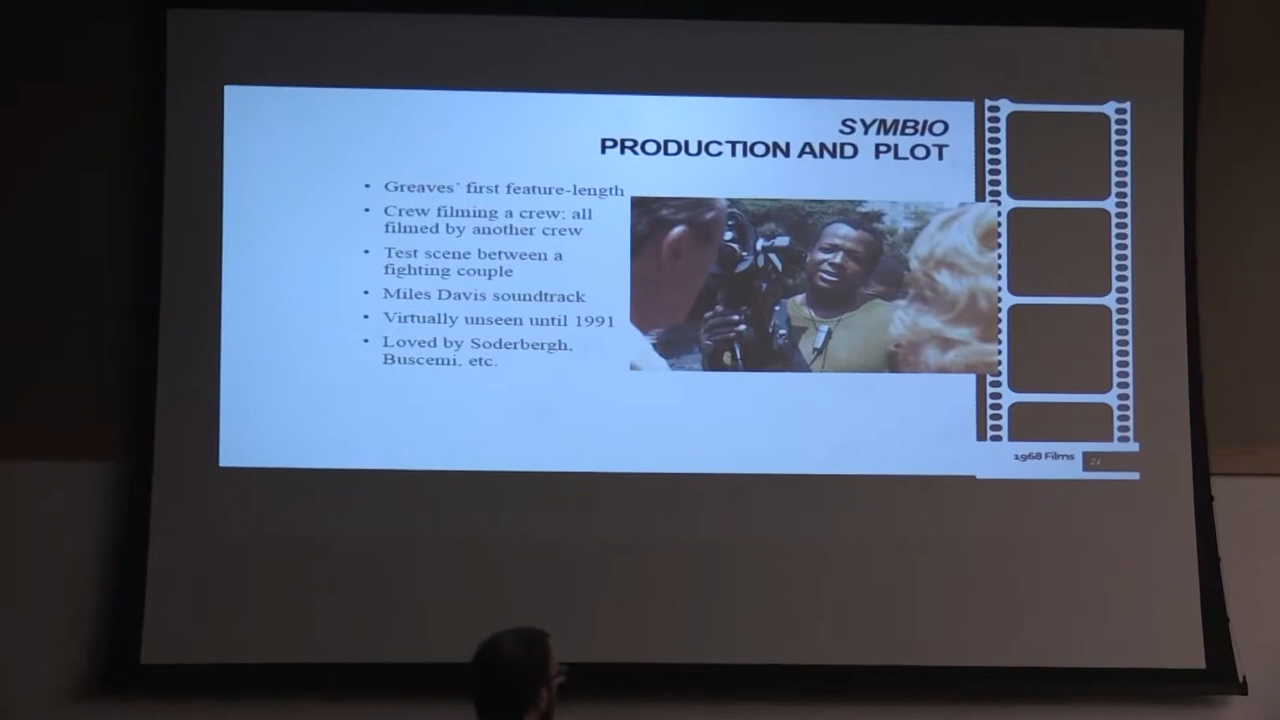 SYMBIO
PRODUCTION AND PLOT
• Greaves' first feature-length
• Crew filming a crew; all
filmed by another crew
• Test scene between a
fighting couple
• Miles Davis soundtrack
• Virtually unseen until 1991
• Loved by Soderbergh,
Buscemi, etc.
1968 Films
21